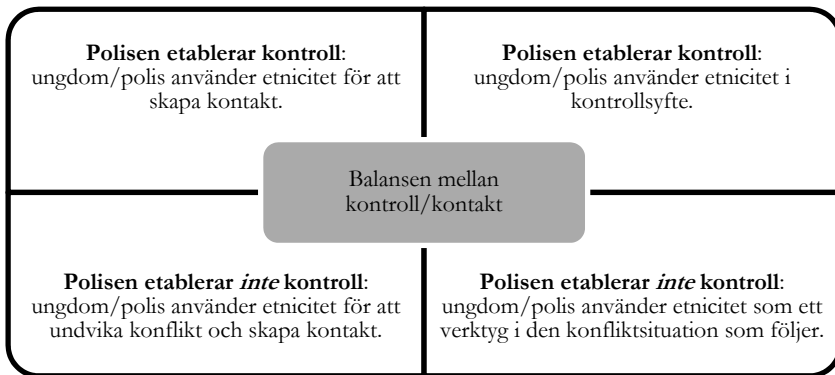 Polisen etablerar kontroll:
ungdom/polis använder etnicitet för att
skapa kontakt.
Polisen etablerar kontroll:
ungdom/polis använder etnicitet i
kontrollsyfte.
Balansen mellan
kontroll/kontakt
Polisen etablerar inte kontroll:
ungdom/polis använder etnicitet för att
undvika konflikt och skapa kontakt.
Polisen etablerar inte kontroll:
ungdom/polis använder etnicitet som ett
verktyg i den konfliktsituation som följer.